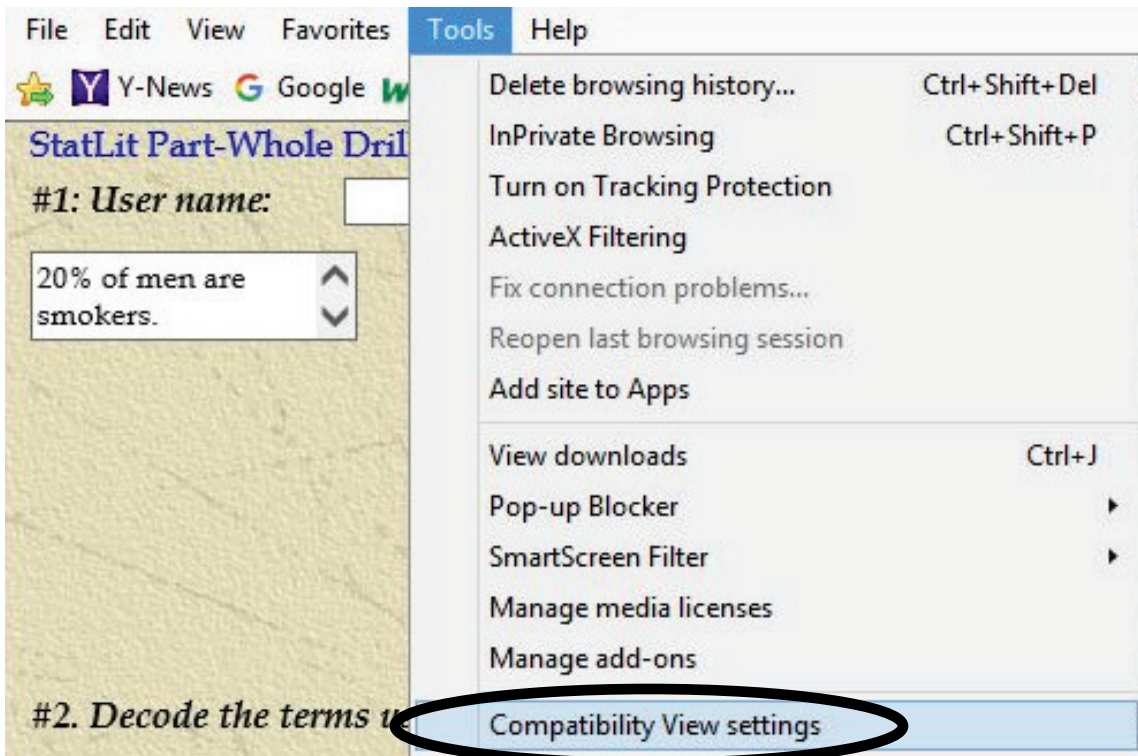 File Edit View Favorites Tools Help
Y Y-News G Google
StatLit Part-Whole
#1: User name:
20% of men are
smokers.
#2. Decode the terms
Delete browsing history... Ctrl+Shift+Del
InPrivate Browsing Ctrl+Shift+P
Turn on Tracking Protection
ActiveX Filtering
Fix connection problems...
Reopen last browsing session
Add site to Apps
View downloads Ctrl+J
Pop-up Blocker
SmartScreen Filter
Manage media licenses
Manage add-ons
Compatibility View settings